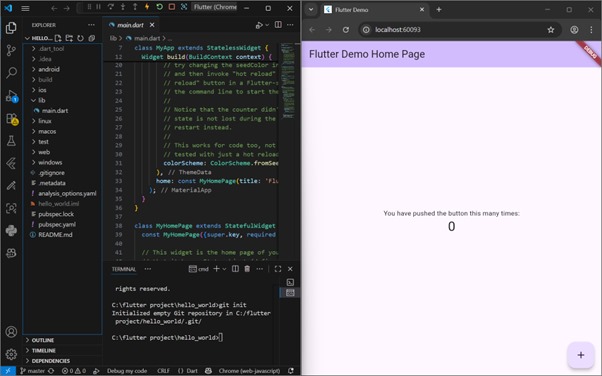 main.dart
Flutter (Chrome
EXPLORER
HELLO...
.dart_tool
.idea
android
build
ios
lib
main.dart
linux
macos
test
web
windows
.gitignore
.metadata
analysis_options.yaml
hello_world.iml
pubspec.lock
pubspec.yaml
README.md
OUTLINE
TIMELINE
DEPENDENCIES
lib > main.dart > ...
7 class MyApp extends StatelessWidget {
Widget build(BuildContext context) {
20 // try changing the seedColor in
21 // and then invoke "hot reload"
22 // reload" button in a Flutter-s
23 // the command line to start the
24 //
25 // Notice that the counter didn'
26 // state is not lost during the
27 // restart instead.
28 //
29 // This works for code too, not
30 // tested with just a hot reload
31 colorScheme: ColorScheme.fromSee
32 ), // ThemeData
33 home: const MyHomePage(title: 'Flu
34 ); // MaterialApp
35 }
36 }
37
38 class MyHomePage extends StatefulWidget
39 const MyHomePage({super.key, required
40
41 // This widget is the home page of you
TERMINAL
cmd
rights reserved.
C:\flutter project\hello_world>git init
Initialized empty Git repository in C:/flutter
project/hello_world/.git/
C:\flutter project\hello_world>
master
0
0
Debug my code
CRLF
{} Dart
Chrome (web-javascript)
Flutter Demo
localhost:60093
Flutter Demo Home Page
DEBUG
You have pushed the button this many times:
0
+